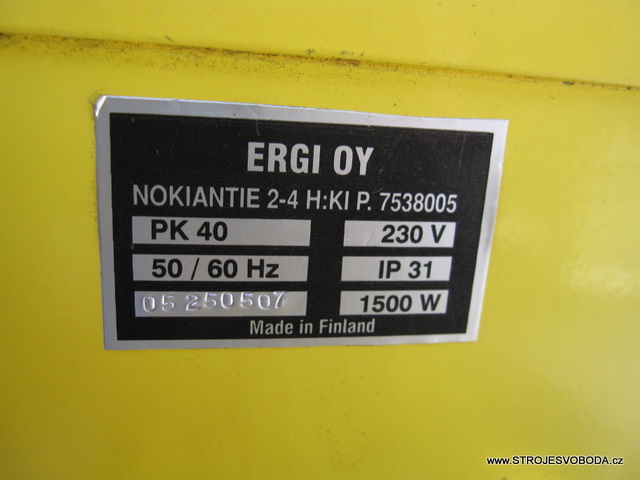 ERGI OY
NOKIANTIE 2-4 H:KI P. 7538005
PK 40 230 V
50 / 60 Hz IP 31
05 250507 1500 W
Made in Finland
www.STROJESVOBODA.cz